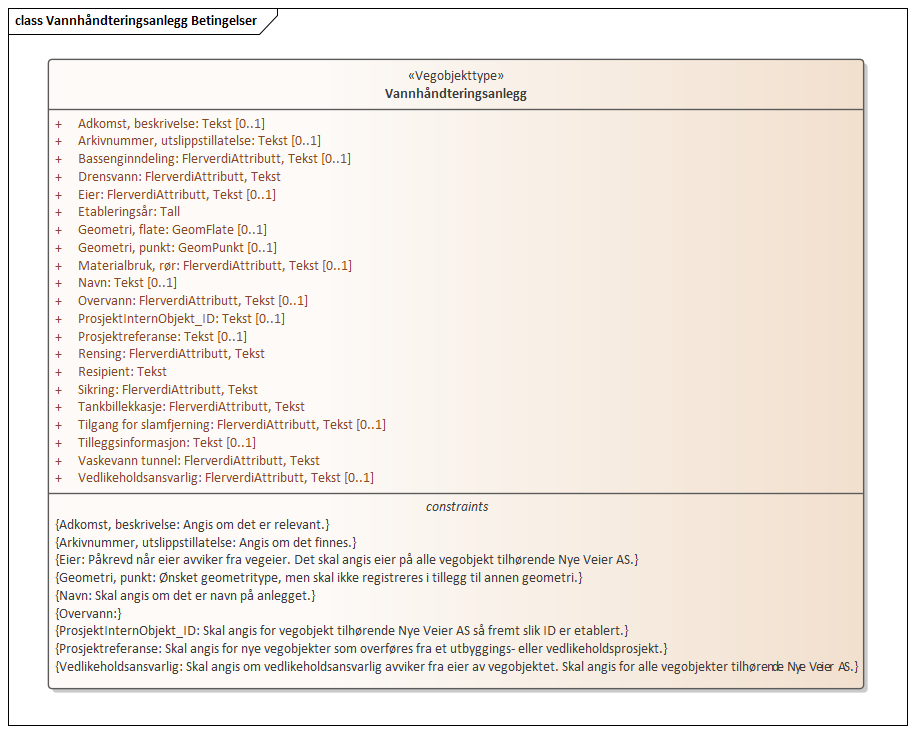 class Vannhåndteringsanlegg Betingelser
«Vegobjekttype»
Vannhåndteringsanlegg
+ Adkomst, beskrivelse: Tekst [0..1]
+ Arkivnummer, utslippstillatelse: Tekst [0..1]
+ Bassenginndeling: FlerverdiAttributt, Tekst [0..1]
+ Drensvann: FlerverdiAttributt, Tekst
+ Eier: FlerverdiAttributt, Tekst [0..1]
+ Etableringsår: Tall
+ Geometri, flate: GeomFlate [0..1]
+ Geometri, punkt: GeomPunkt [0..1]
+ Materialbruk, rør: FlerverdiAttributt, Tekst [0..1]
+ Navn: Tekst [0..1]
+ Overvann: FlerverdiAttributt, Tekst [0..1]
+ ProsjektInternObjekt_ID: Tekst [0..1]
+ Prosjektreferanse: Tekst [0..1]
+ Rensing: FlerverdiAttributt, Tekst
+ Resipient: Tekst
+ Sikring: FlerverdiAttributt, Tekst
+ Tankbillekkasje: FlerverdiAttributt, Tekst
+ Tilgang for slamfjerning: FlerverdiAttributt, Tekst [0..1]
+ Tilleggsinformasjon: Tekst [0..1]
+ Vaskevann tunnel: FlerverdiAttributt, Tekst
+ Vedlikeholdsansvarlig: FlerverdiAttributt, Tekst [0..1]
constraints
{Adkomst, beskrivelse: Angis om det er relevant.}
{Arkivnummer, utslippstillatelse: Angis om det finnes.}
{Eier: Påkrevd når eier avviker fra vegeier. Det skal angis eier på alle vegobjekt tilhørende Nye Veier AS.}
{Geometri, punkt: Ønsket geometritype, men skal ikke registreres i tillegg til annen geometri.}
{Navn: Skal angis om det er navn på anlegget.}
{Overvann:}
{ProsjektInternObjekt_ID: Skal angis for vegobjekt tilhørende Nye Veier AS så fremt slik ID er etablert.}
{Prosjektreferanse: Skal angis for nye vegobjekter som overføres fra et utbyggings- eller vedlikeholdsprosjekt.}
{Vedlikeholdsansvarlig: Skal angis om vedlikeholdsansvarlig avviker fra eier av vegobjektet. Skal angis for alle vegobjekter tilhørende Nye Veier AS.}